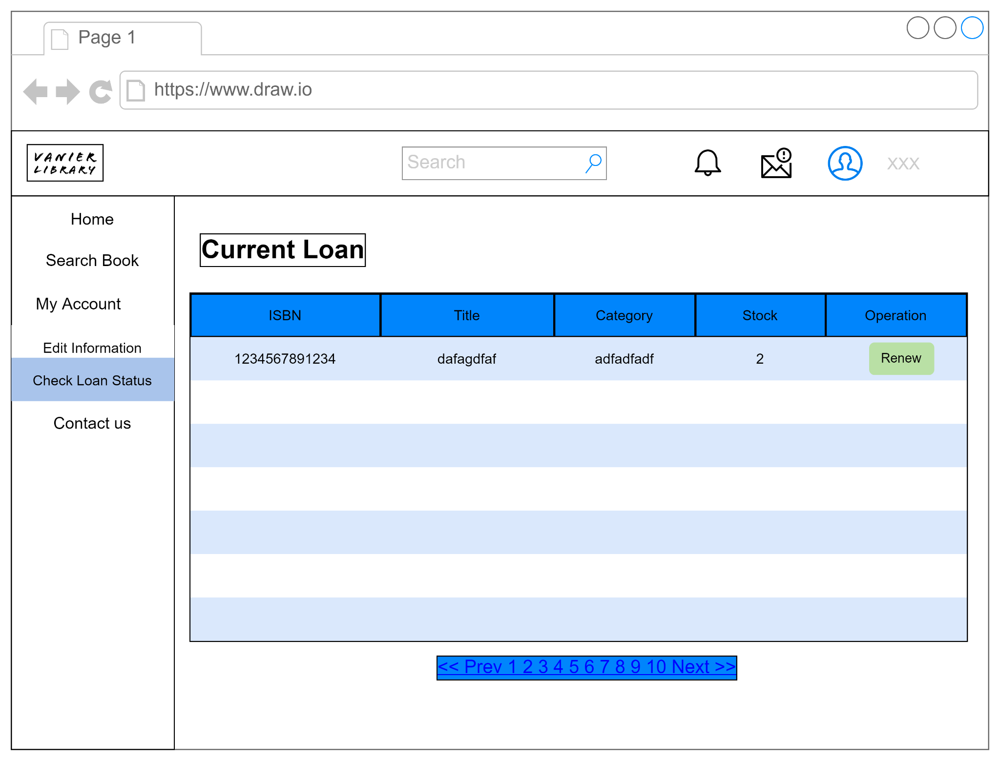 Page 1
https://www.draw.io
VANIER
LIBRARY
Search
XXX
Home
Search Book
My Account
Edit Information
Check Loan Status
Contact us
Current Loan
ISBN Title Category Stock Operation
1234567891234 dafagdfaf adfadfadf 2 Renew
<< Prev 1 2 3 4 5 6 7 8 9 10 Next >>